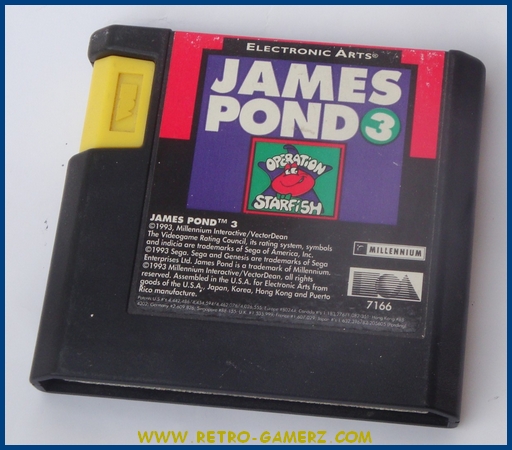 ELECTRONIC ARTS®
JAMES
POND 3
OPERATION
STARFISH
JAMES POND™ 3
©1993, Millennium Interactive/VectorDean
The Videogame Rating Council, its rating system, symbols
and indicia are trademarks of Sega of America, Inc.
©1993 Sega. Sega and Genesis are trademarks of Sega
Enterprises Ltd. James Pond is a trademark of Millennium.
©1993 Millennium Interactive/VectorDean, all rights
reserved. Assembled in the U.S.A. for Electronic Arts from
goods of the U.S.A., Japan, Korea, Hong Kong and Puerto
Rico manufacture.
MILLENNIUM
EOA
7166
WWW.RETRO-GAMERZ.COM